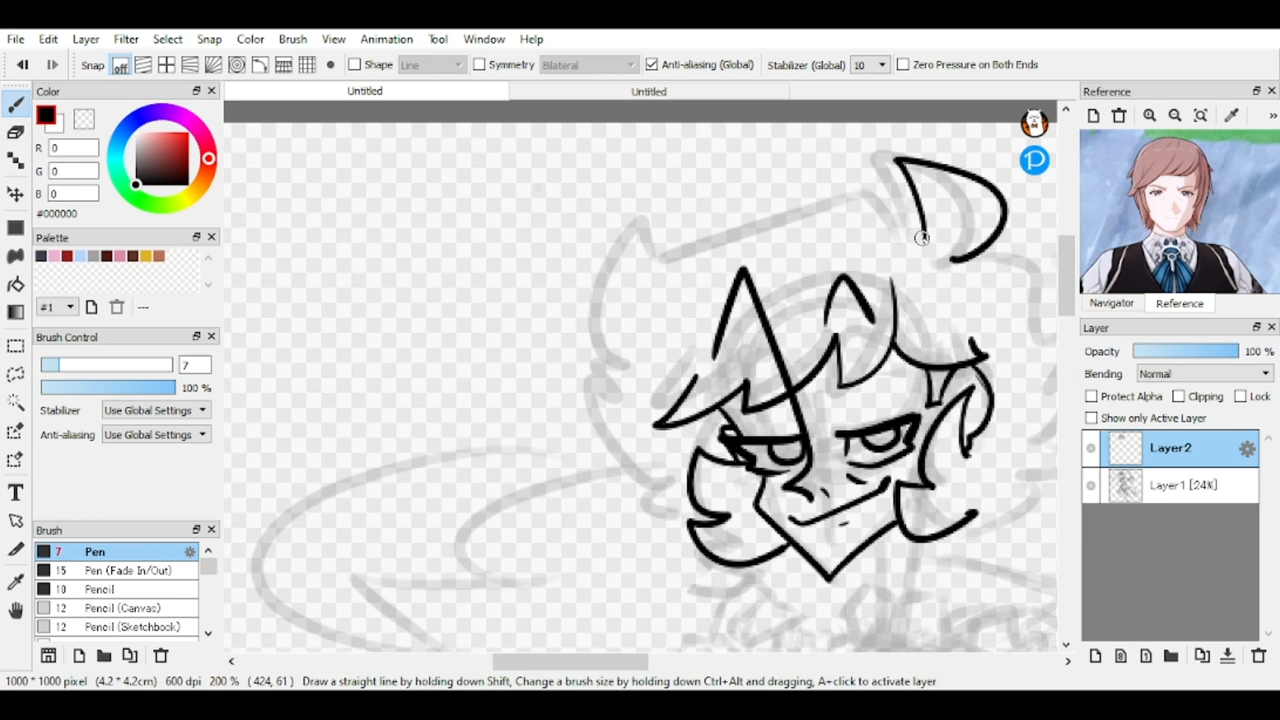 File Edit Layer Filter Select Snap Color Brush View Animation Tool Window Help
Snap off Shape Line Symmetry Bilateral Anti-aliasing (Global) Stabilizer (Global) 10 Zero Pressure on Both Ends
Color
R 0
G 0
B 0
#000000
Palette
#1 ---
Brush Control
7
100 %
Stabilizer Use Global Settings
Anti-aliasing Use Global Settings
Brush
7 Pen
15 Pen (Fade In/Out)
10 Pencil
12 Pencil (Canvas)
12 Pencil (Sketchbook)
Untitled Untitled
P
Reference
»
Navigator Reference
Layer
Opacity 100 %
Blending Normal
Protect Alpha Clipping Lock
Show only Active Layer
Layer2
Layer1 [24%]
1000 * 1000 pixel (4.2 * 4.2cm) 600 dpi 200 % ( 424, 61 ) Draw a straight line by holding down Shift, Change a brush size by holding down Ctrl+Alt and dragging, A+click to activate layer